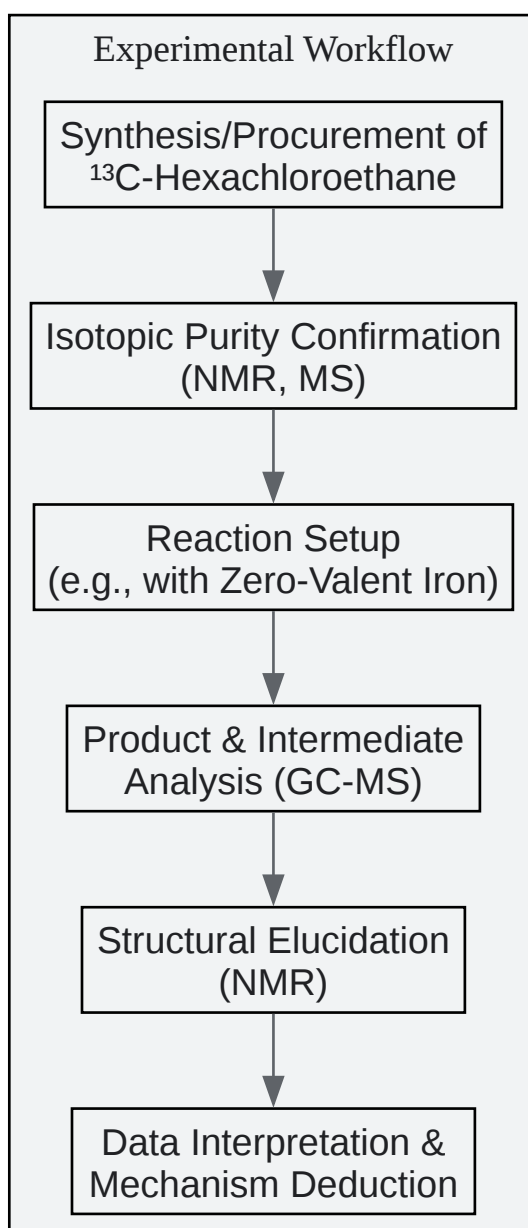 Experimental Workflow
Synthesis/Procurement of
¹³C-Hexachloroethane
Isotopic Purity Confirmation
(NMR, MS)
Reaction Setup
(e.g., with Zero-Valent Iron)
Product & Intermediate
Analysis (GC-MS)
Structural Elucidation
(NMR)
Data Interpretation &
Mechanism Deduction